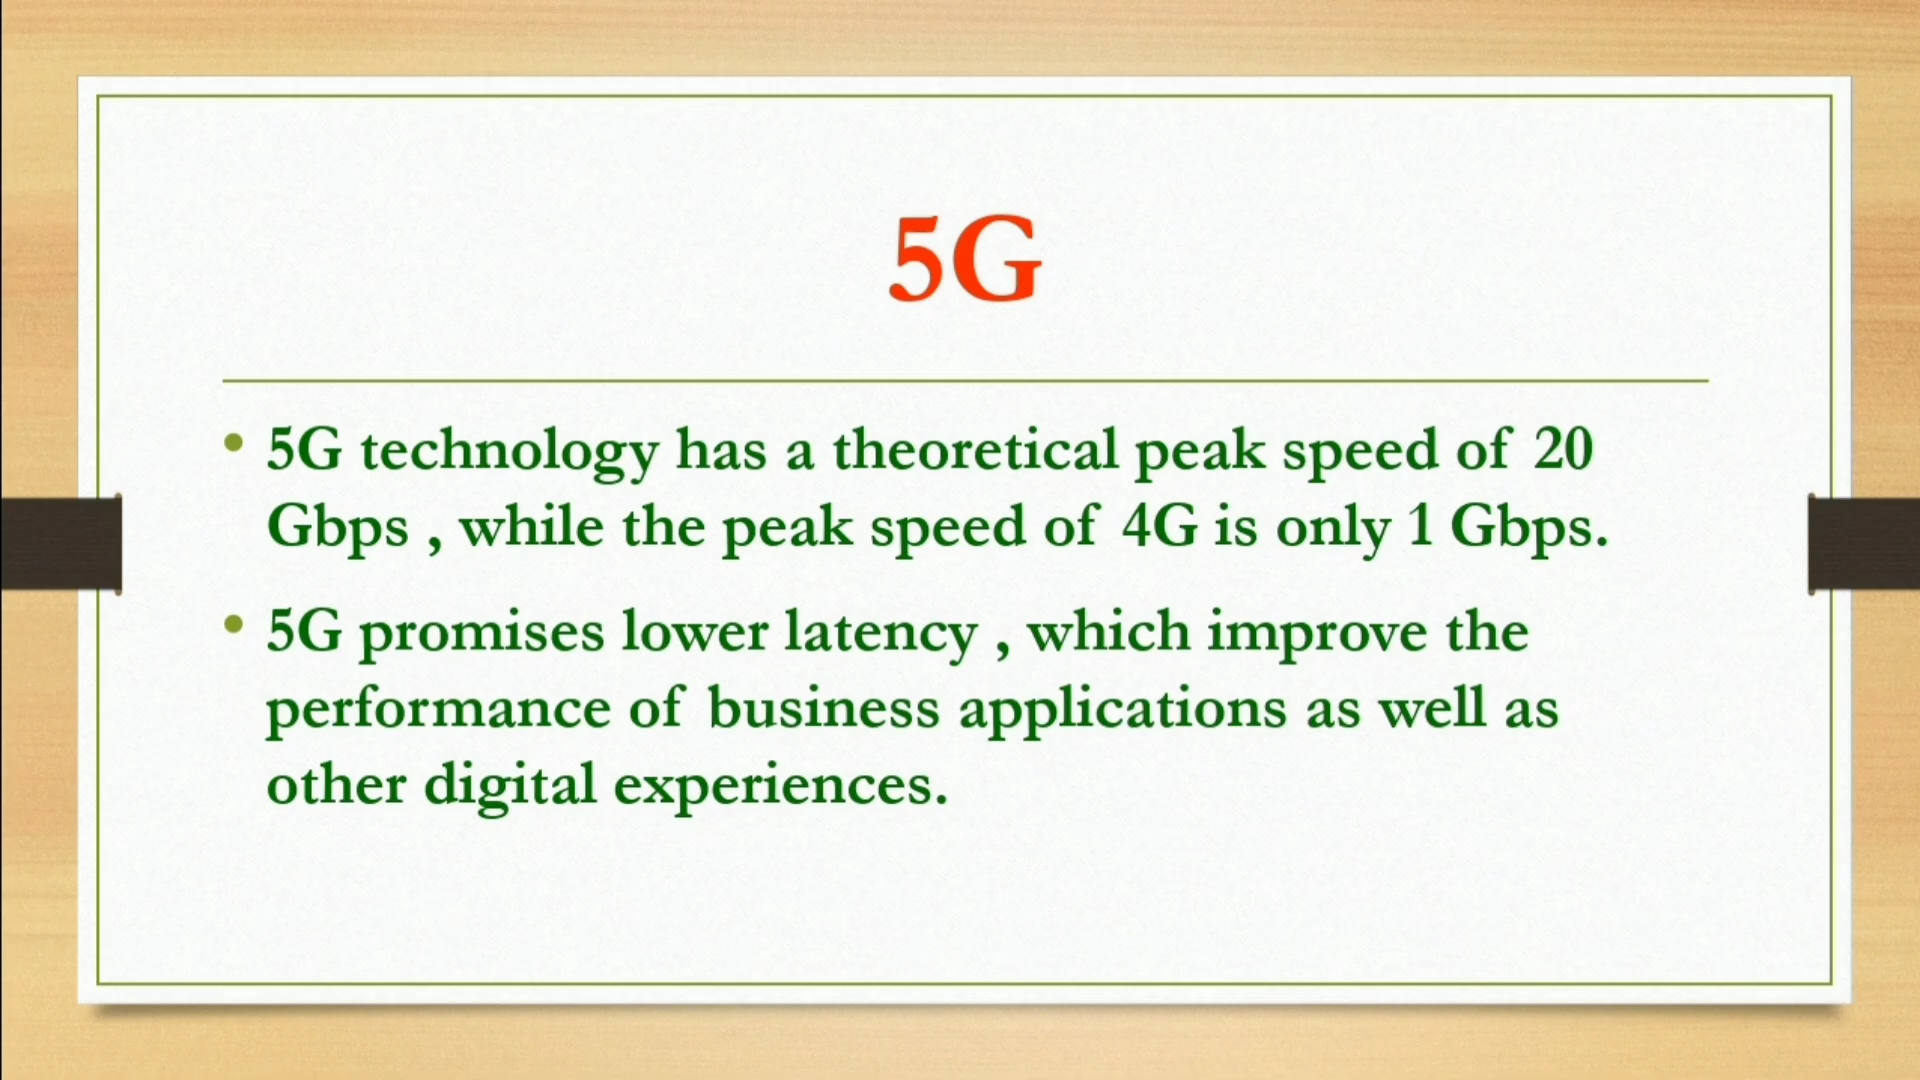 5G
• 5G technology has a theoretical peak speed of 20
Gbps , while the peak speed of 4G is only 1 Gbps.
• 5G promises lower latency , which improve the
performance of business applications as well as
other digital experiences.